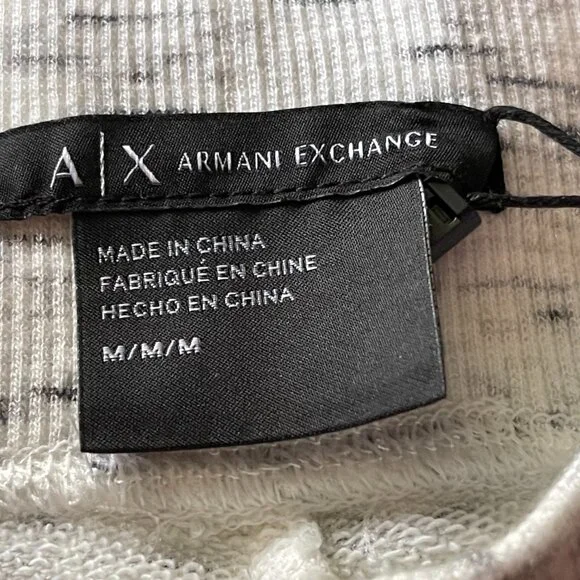 A|X ARMANI EXCHANGE
MADE IN CHINA
FABRIQUÉ EN CHINE
HECHO EN CHINA
M/M/M